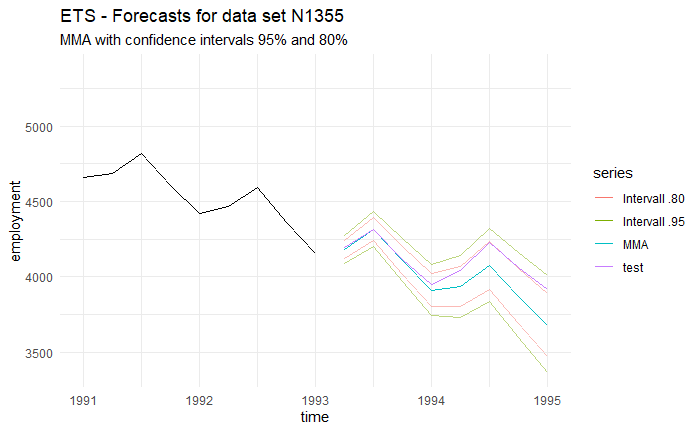 ETS - Forecasts for data set N1355
MMA with confidence intervals 95% and 80%
employment
5000
4500
4000
3500
1991 1992 1993 1994 1995
time
series
Intervall .80
Intervall .95
MMA
test